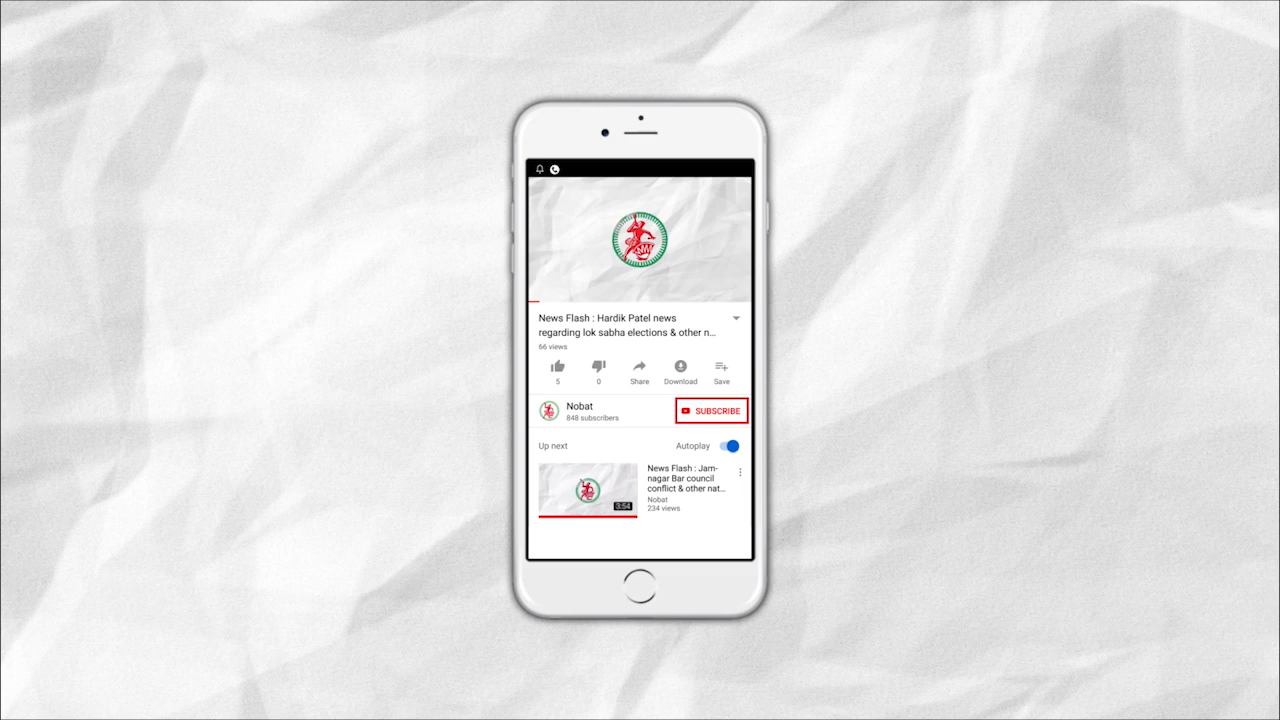 News Flash : Hardik Patel news
regarding lok sabha elections & other n...
66 views
5
0
Share
Download
Save
Nobat
848 subscribers
SUBSCRIBE
Up next
Autoplay
3:54
News Flash : Jam-
nagar Bar council
conflict & other nat...
Nobat
234 views